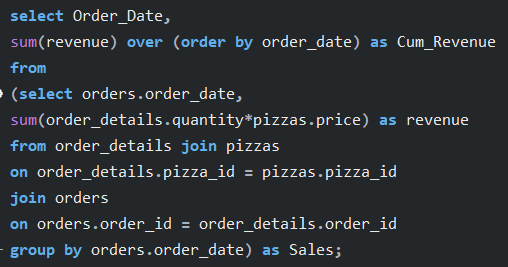 select Order_Date,
sum(revenue) over (order by order_date) as Cum_Revenue
from
(select orders.order_date,
sum(order_details.quantity*pizzas.price) as revenue
from order_details join pizzas
on order_details.pizza_id = pizzas.pizza_id
join orders
on orders.order_id = order_details.order_id
group by orders.order_date) as Sales;